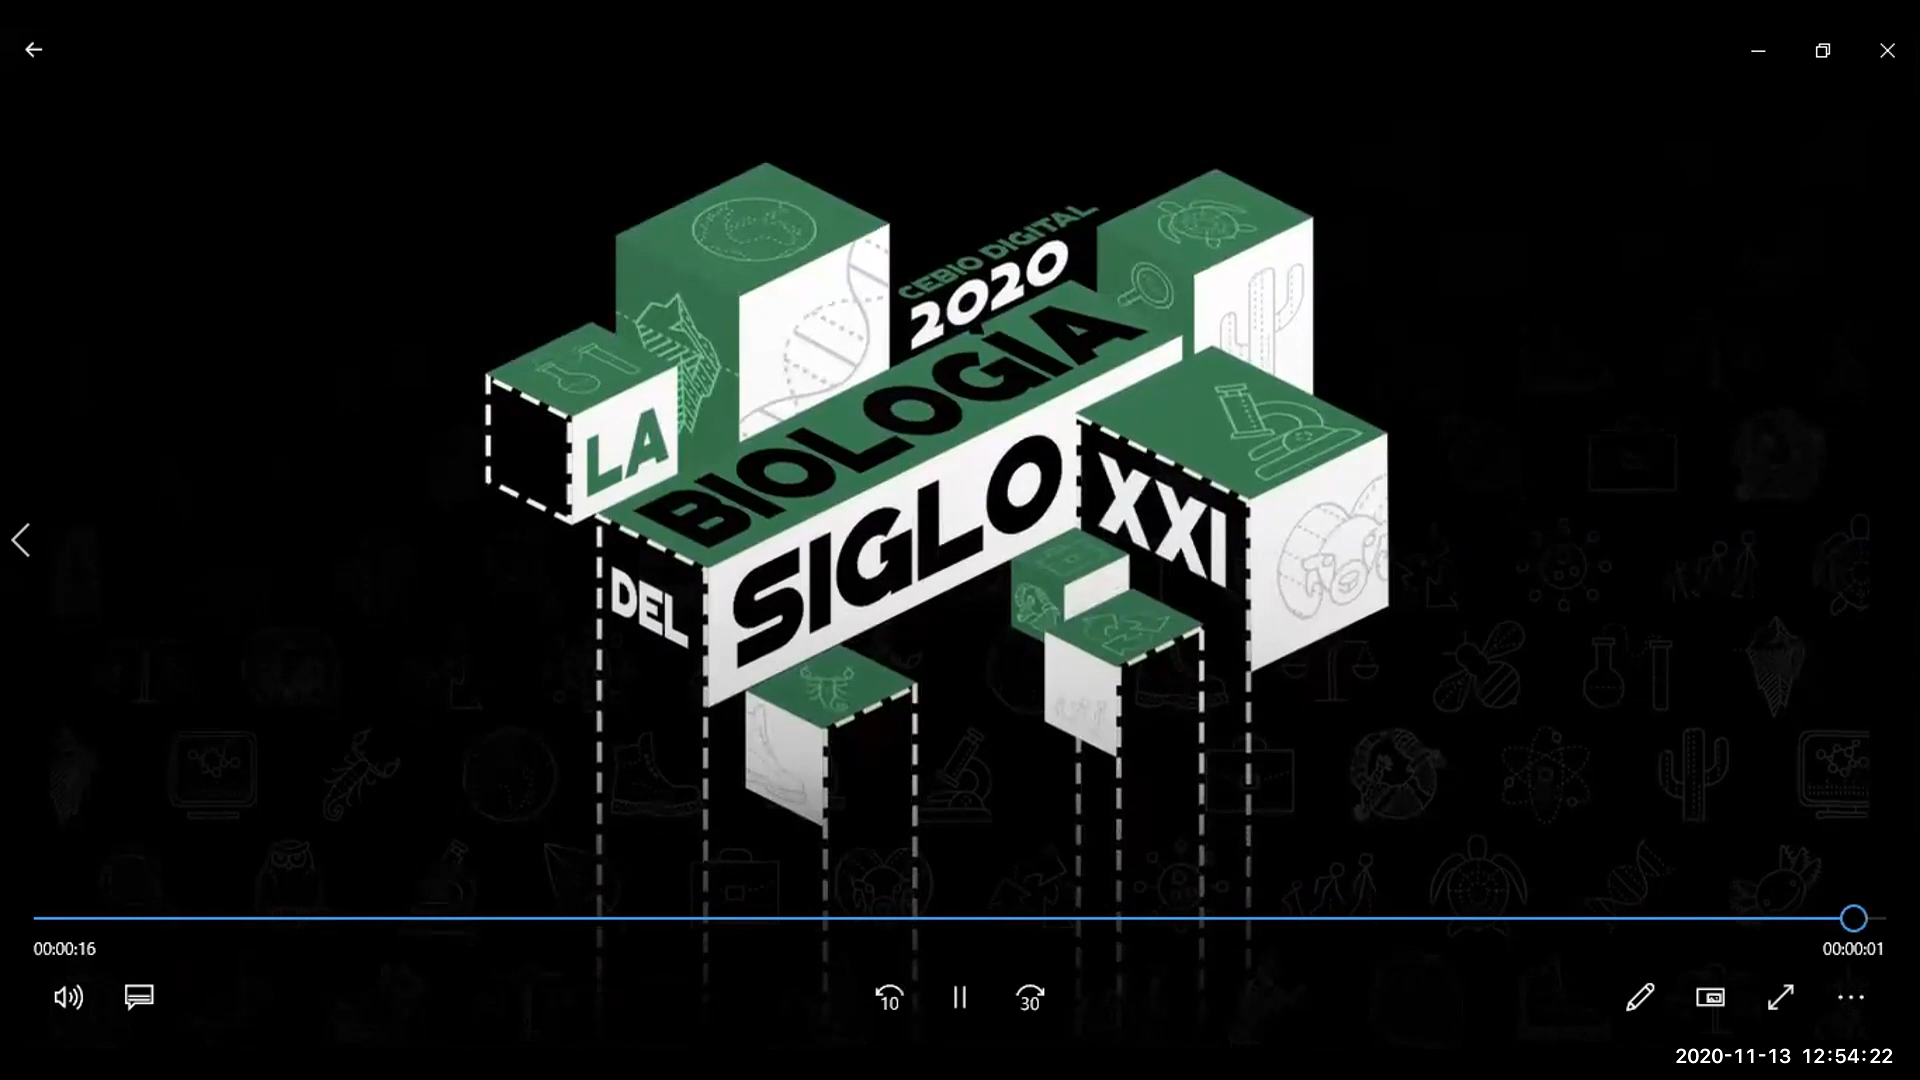 CEBIO DIGITAL
2020
LA
BIOLOGÍA
DEL
SIGLO
XXI
00:00:16
00:00:01
10
30
2020-11-13 12:54:22